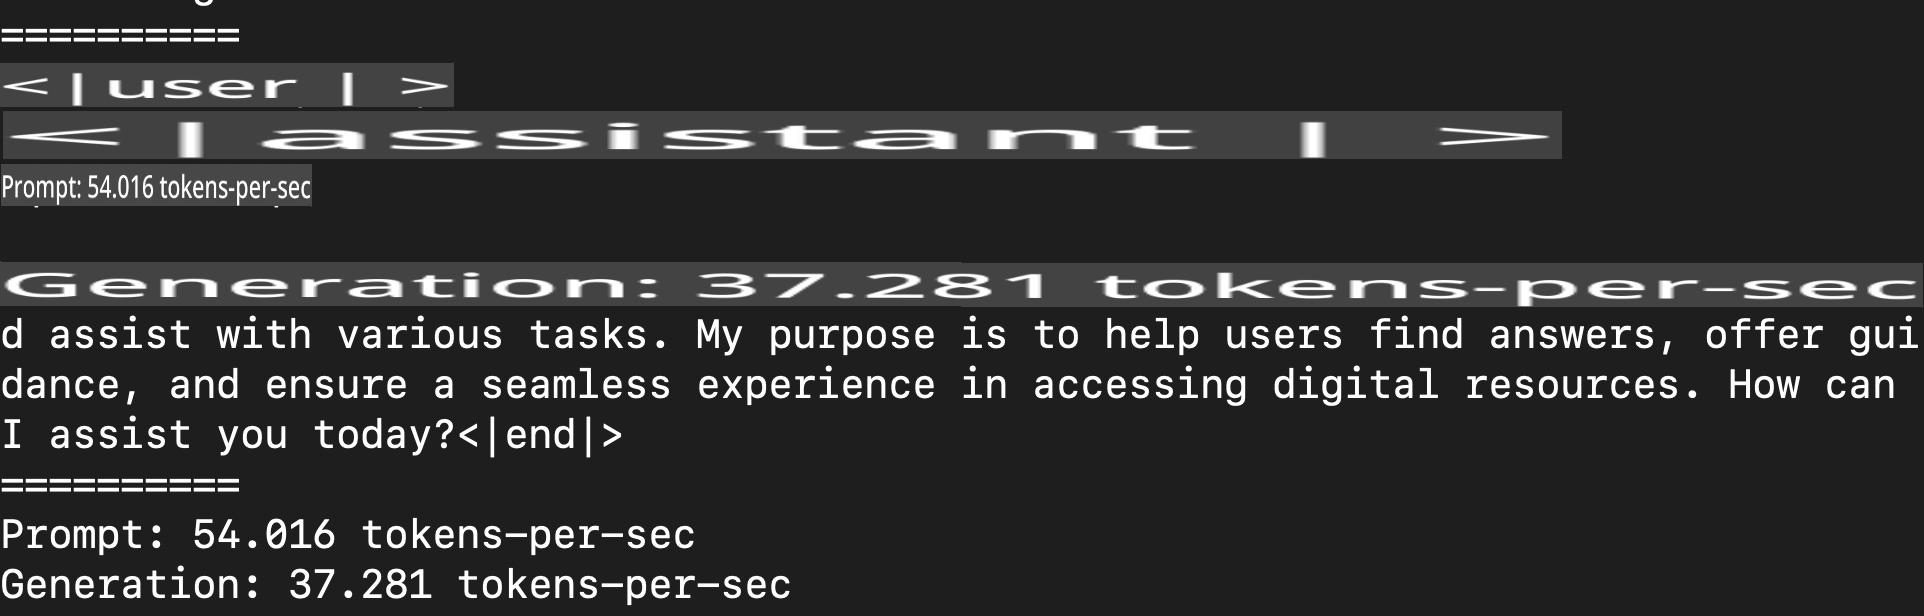 ==========
<|user | >
<|assistant | >
Prompt: 54.016 tokens-per-sec
Generation: 37.281 tokens-per-sec
d assist with various tasks. My purpose is to help users find answers, offer gui
dance, and ensure a seamless experience in accessing digital resources. How can
I assist you today?<|end|>
==========
Prompt: 54.016 tokens-per-sec
Generation: 37.281 tokens-per-sec